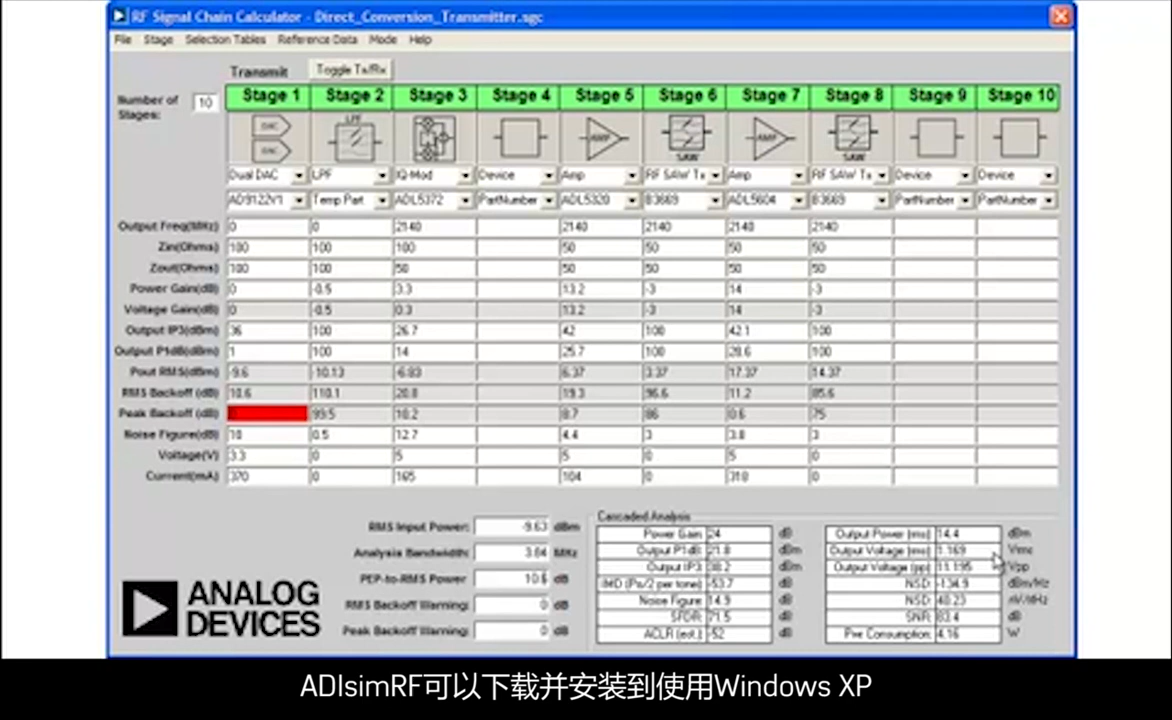 RF Signal Chain Calculator - Direct_Conversion_Transmitter.sgc
File Stage Selection Tables Reference Data Mode Help
Transmit Toggle Tx/Rx
Number of Stages: 10 Stage 1 Stage 2 Stage 3 Stage 4 Stage 5 Stage 6 Stage 7 Stage 8 Stage 9 Stage 10
DAC LPF
DAC AMP SAW AMP SAW
Dual DAC LPF IQ-Mod Device Amp RF SAW Tx Amp RF SAW Tx Device Device
AD9122V1 Temp Part ADL5372 PartNumber ADL5320 B3669 ADL5604 B3669 PartNumber PartNumber
Output Freq(MHz) 0 0 2140 2140 2140 2140 2140
Zin(Ohms) 100 100 100 50 50 50 50
Zout(Ohms) 100 100 50 50 50 50 50
Power Gain(dB) 0 -0.5 3.3 13.2 -3 14 -3
Voltage Gain(dB) 0 -0.5 0.3 13.2 -3 14 -3
Output IP3(dBm) 36 100 26.7 42 100 42.1 100
Output P1dB(dBm) 1 100 14 25.7 100 28.6 100
Pout RMS(dBm) -9.6 -10.13 -6.83 6.37 3.37 17.37 14.37
RMS Backoff (dB) 10.6 110.1 20.8 19.3 96.6 11.2 85.6
Peak Backoff (dB) 99.5 10.2 8.7 86 0.6 75
Noise Figure(dB) 18 0.5 12.7 4.4 3 3.8 3
Voltage(V) 3.3 0 5 5 0 5 0
Current(mA) 370 0 165 104 0 318 0
RMS Input Power: -9.63 dBm
Analysis Bandwidth: 3.84 MHz
PEP-to-RMS Power 10.6 dB
RMS Backoff Warning: 0 dB
Peak Backoff Warning: 0 dB
Cascaded Analysis
Power Gain 24 dB Output Power (rms) 14.4 dBm
Output P1dB 21.8 dBm Output Voltage (rms) 1.169 Vrms
Output IP3 38.2 dBm Output Voltage (pp) 11.195 Vpp
IMD (Ps/2 per tone) -53.7 dB NSD -134.9 dBm/Hz
Noise Figure 14.9 dB NSD 40.23 nV/rtHz
SFDR 71.5 dB SNR 83.4 dB
ACLR (est.) -52 dB Pwr Consumption 4.16 W
ANALOG
DEVICES
ADIsimRF可以下载并安装到使用Windows XP